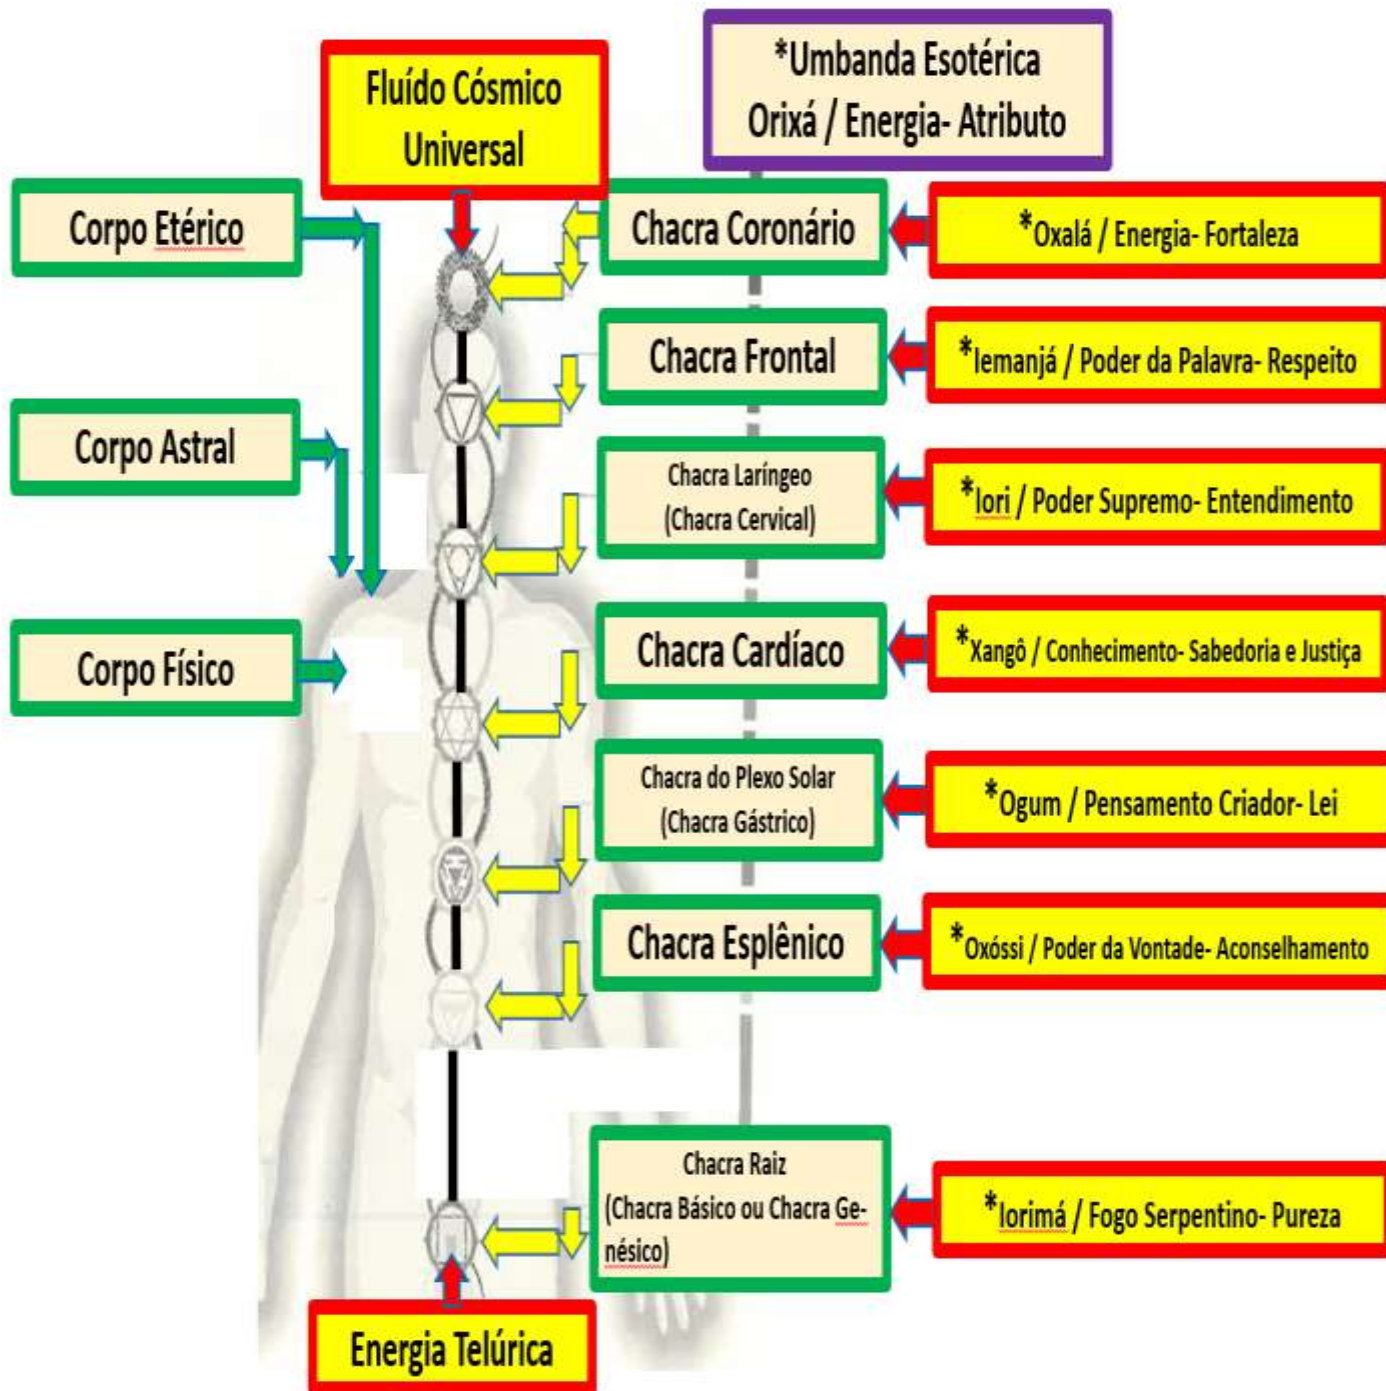 *Umbanda Esotérica
Orixá / Energia- Atributo
Fluído Cósmico
Universal
Corpo Etérico
Chacra Coronário
*Oxalá / Energia- Fortaleza
Chacra Frontal
*Iemanjá / Poder da Palavra- Respeito
Corpo Astral
Chacra Laríngeo
(Chacra Cervical)
*Iori / Poder Supremo- Entendimento
Corpo Físico
Chacra Cardíaco
*Xangô / Conhecimento- Sabedoria e Justiça
Chacra do Plexo Solar
(Chacra Gástrico)
*Ogum / Pensamento Criador- Lei
Chacra Esplênico
*Oxóssi / Poder da Vontade- Aconselhamento
Chacra Raiz
(Chacra Básico ou Chacra Ge-
nésico)
*Iorimá / Fogo Serpentino- Pureza
Energia Telúrica